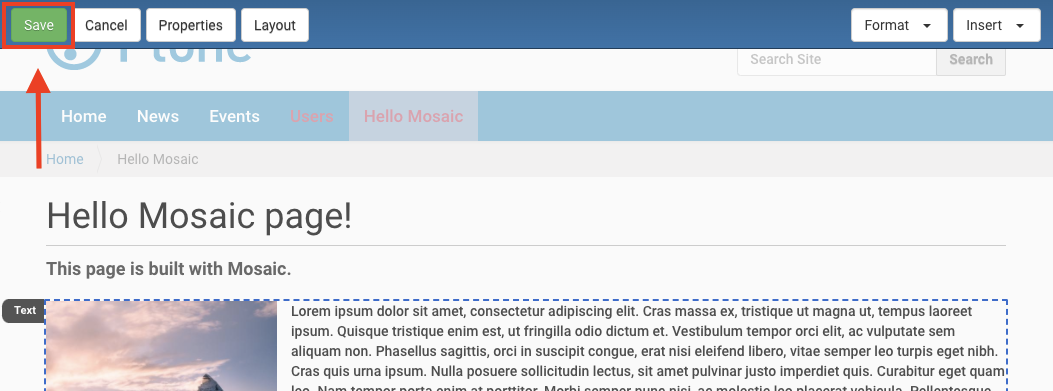 Save Cancel Properties Layout Format Insert
Plone
Search Site Search
Home News Events Users Hello Mosaic
Home Hello Mosaic
Hello Mosaic page!
This page is built with Mosaic.
Text
Lorem ipsum dolor sit amet, consectetur adipiscing elit. Cras massa ex, tristique ut magna ut, tempus laoreet
ipsum. Quisque tristique enim est, ut fringilla odio dictum et. Vestibulum tempor orci elit, ac vulputate sem
aliquam non. Phasellus sagittis, orci in suscipit congue, erat nisi eleifend libero, vitae semper leo turpis eget nibh.
Cras quis urna ipsum. Nulla posuere sollicitudin lectus, sit amet pulvinar justo imperdiet quis. Curabitur eget quam
leo. Nam tempor porta enim at porttitor. Morbi semper nunc nisi, ac molestie leo placerat vehicula. Pellentesque